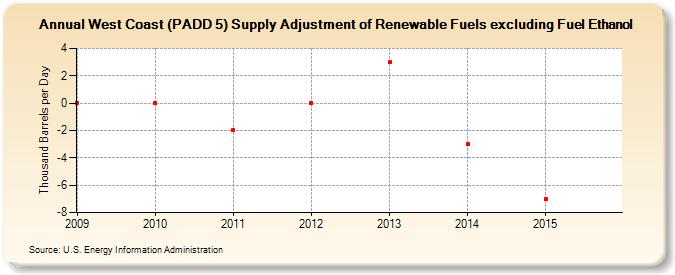 Annual West Coast (PADD 5) Supply Adjustment of Renewable Fuels excluding Fuel Ethanol
Thousand Barrels per Day
4
2
0
-2
-4
-6
-8
2009 2010 2011 2012 2013 2014 2015
Source: U.S. Energy Information Administration